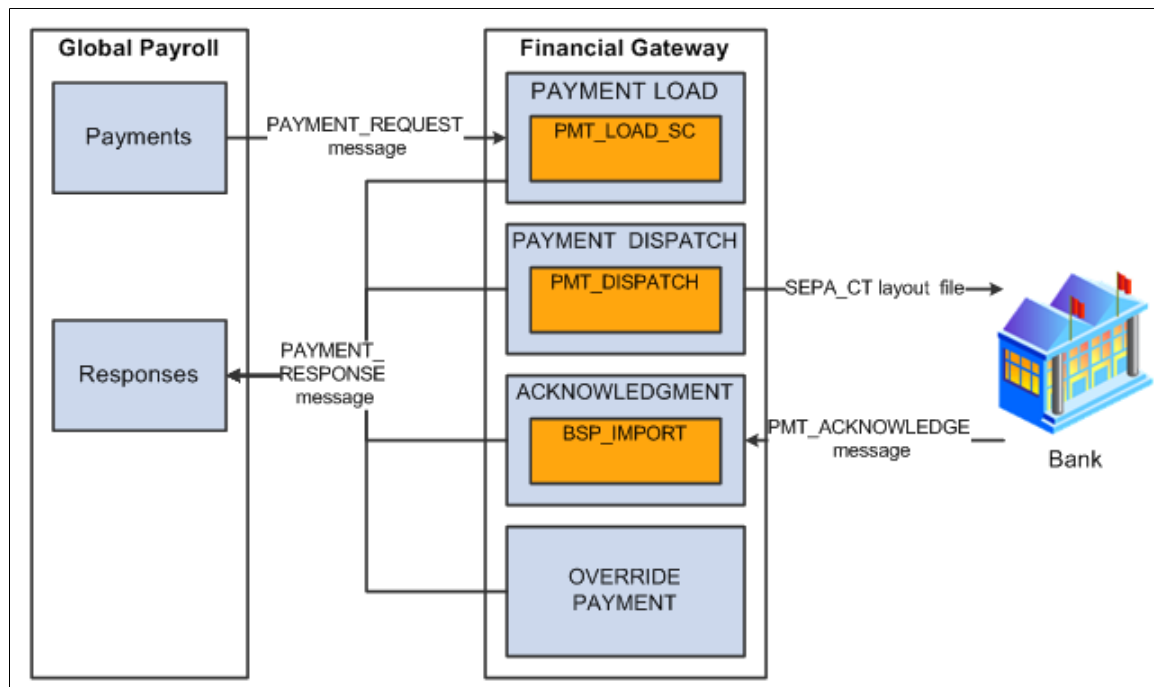 Global Payroll
Financial Gateway
Payments
PAYMENT_REQUEST
message
PAYMENT LOAD
PMT_LOAD_SC
PAYMENT DISPATCH
PMT_DISPATCH
SEPA_CT layout file
Responses
PAYMENT_
RESPONSE
message
ACKNOWLEDGMENT
BSP_IMPORT
PMT_ACKNOWLEDGE
message
Bank
OVERRIDE
PAYMENT